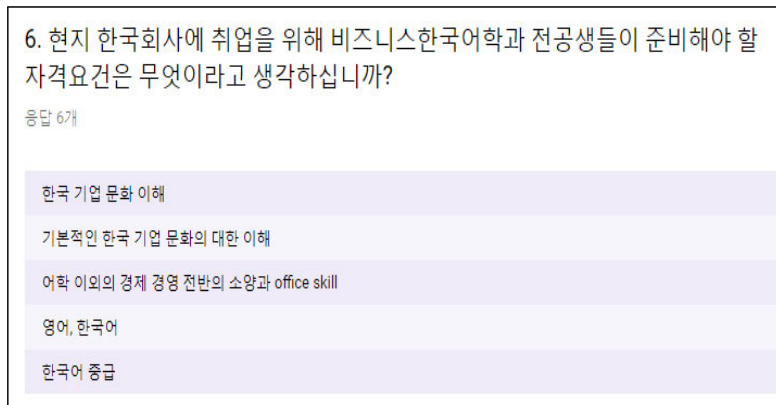 6. 현지 한국회사에 취업을 위해 비즈니스한국어학과 전공생들이 준비해야 할
자격요건은 무엇이라고 생각하십니까?
응답 6개
한국 기업 문화 이해
기본적인 한국 기업 문화의 대한 이해
어학 이외의 경제 경영 전반의 소양과 office skill
영어, 한국어
한국어 중급